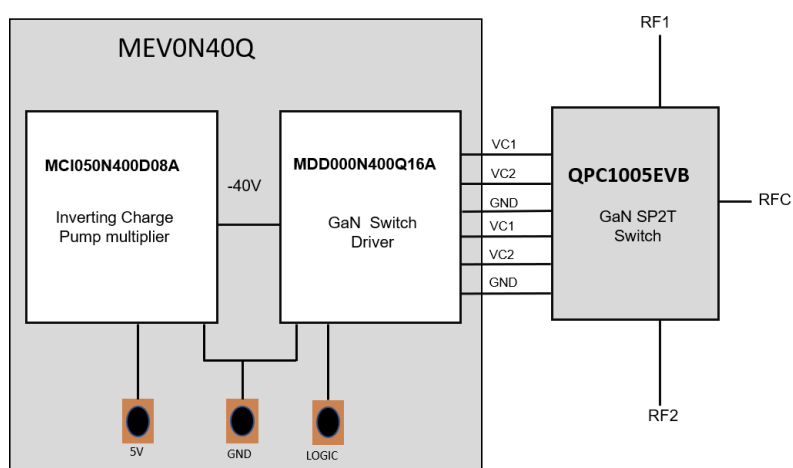 MEV0N40Q
MCI050N400D08A
Inverting Charge
Pump multiplier
-40V
MDD000N400Q16A
GaN Switch
Driver
VC1
VC2
GND
VC1
VC2
GND
RF1
QPC1005EVB
GaN SP2T
Switch
RFC
RF2
5V
GND
LOGIC